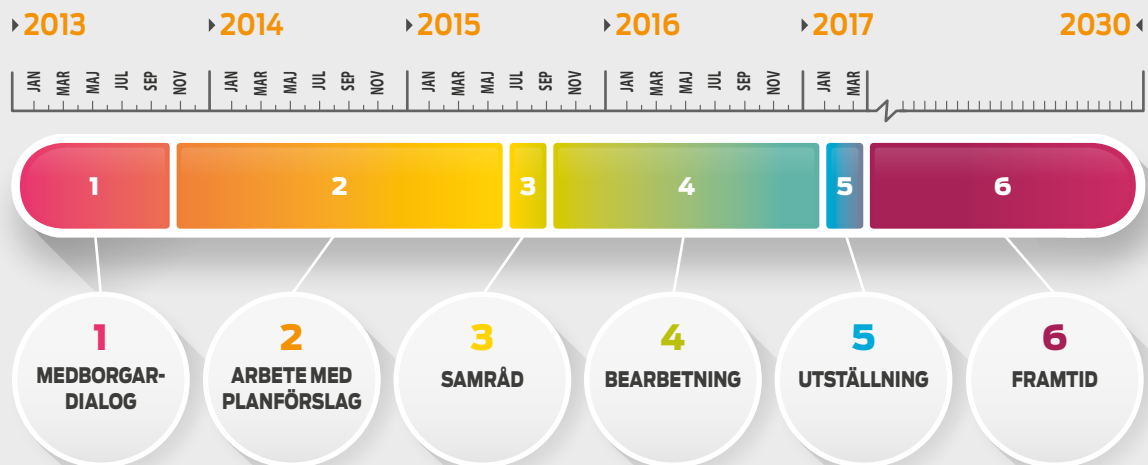 2013 2014 2015 2016 2017 2030
JAN MAR MAJ JUL SEP NOV JAN MAR MAJ JUL SEP NOV JAN MAR MAJ JUL SEP NOV JAN MAR MAJ JUL SEP NOV JAN MAR
1 2 3 4 5 6
1
MEDBORGAR-
DIALOG
2
ARBETE MED
PLANFÖRSLAG
3
SAMRÅD
4
BEARBETNING
5
UTSTÄLLNING
6
FRAMTID